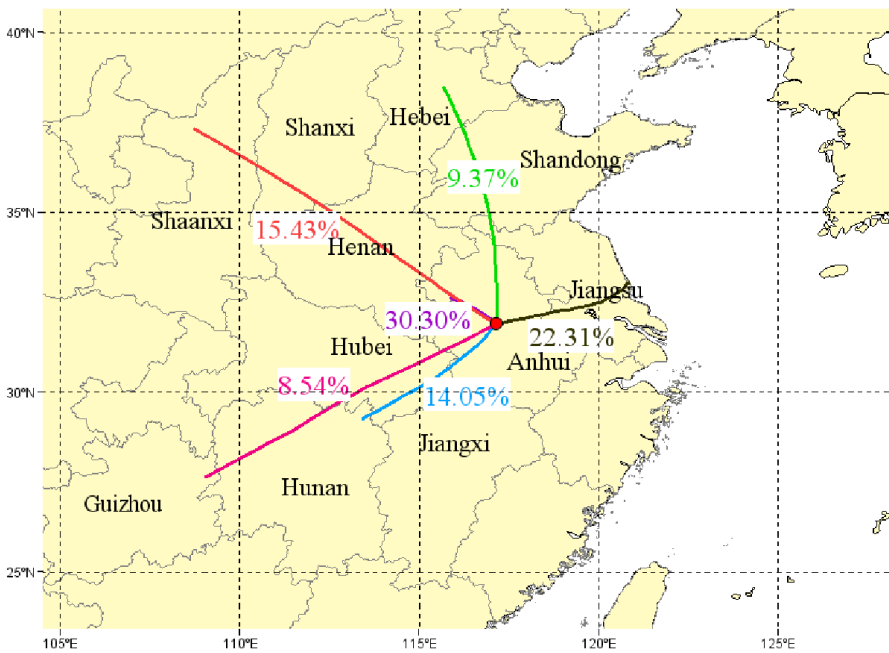 40°N
Shanxi
Hebei
Shandong
9.37%
35°N
Shaanxi
15.43%
Henan
Jiangsu
30.30%
22.31%
Hubei
Anhui
30°N
8.54%
14.05%
Jiangxi
Hunan
Guizhou
25°N
105°E
110°E
115°E
120°E
125°E